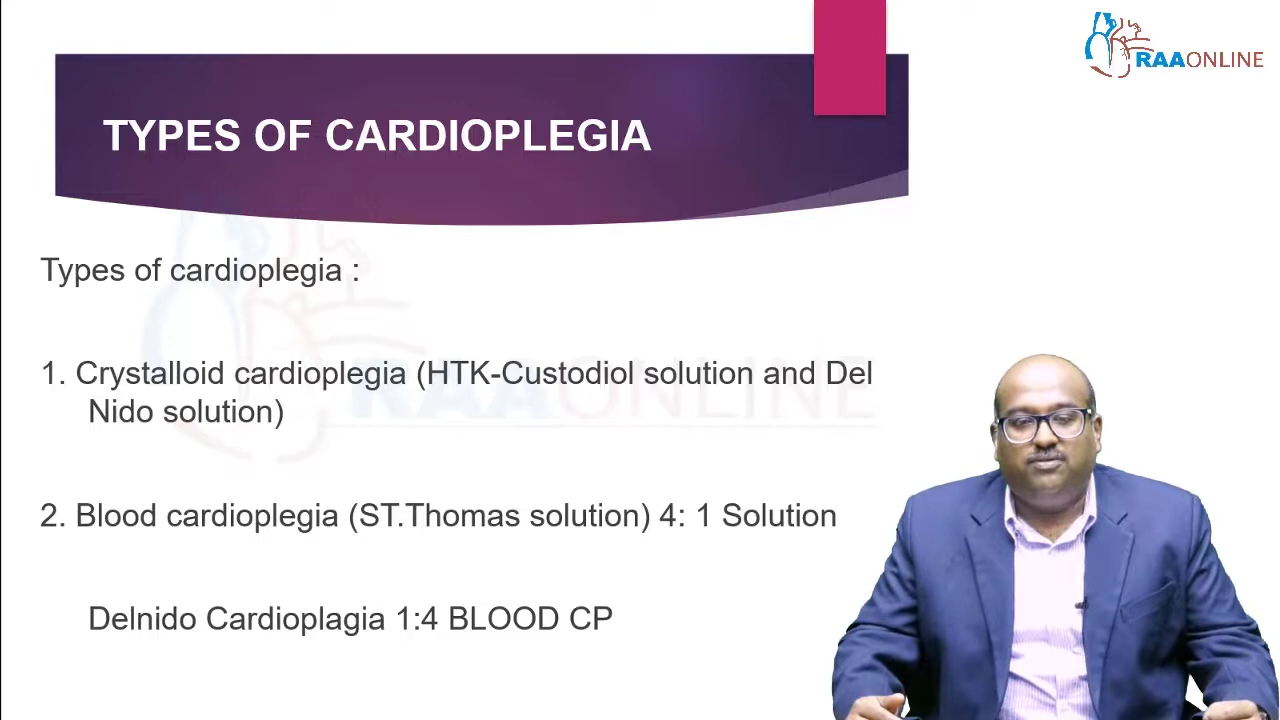 RAAONLINE
TYPES OF CARDIOPLEGIA
Types of cardioplegia :
1. Crystalloid cardioplegia (HTK-Custodiol solution and Del
Nido solution)
2. Blood cardioplegia (ST.Thomas solution) 4: 1 Solution
Delnido Cardioplagia 1:4 BLOOD CP
RAAONLINE